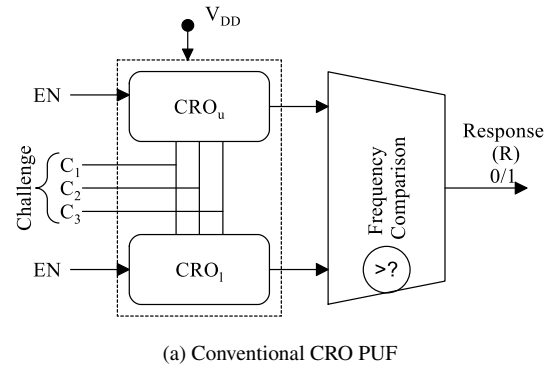 V_DD
EN
CRO_u
Challenge
C_1
C_2
C_3
EN
CRO_l
Frequency
Comparison
>?
Response
(R)
0/1
(a) Conventional CRO PUF